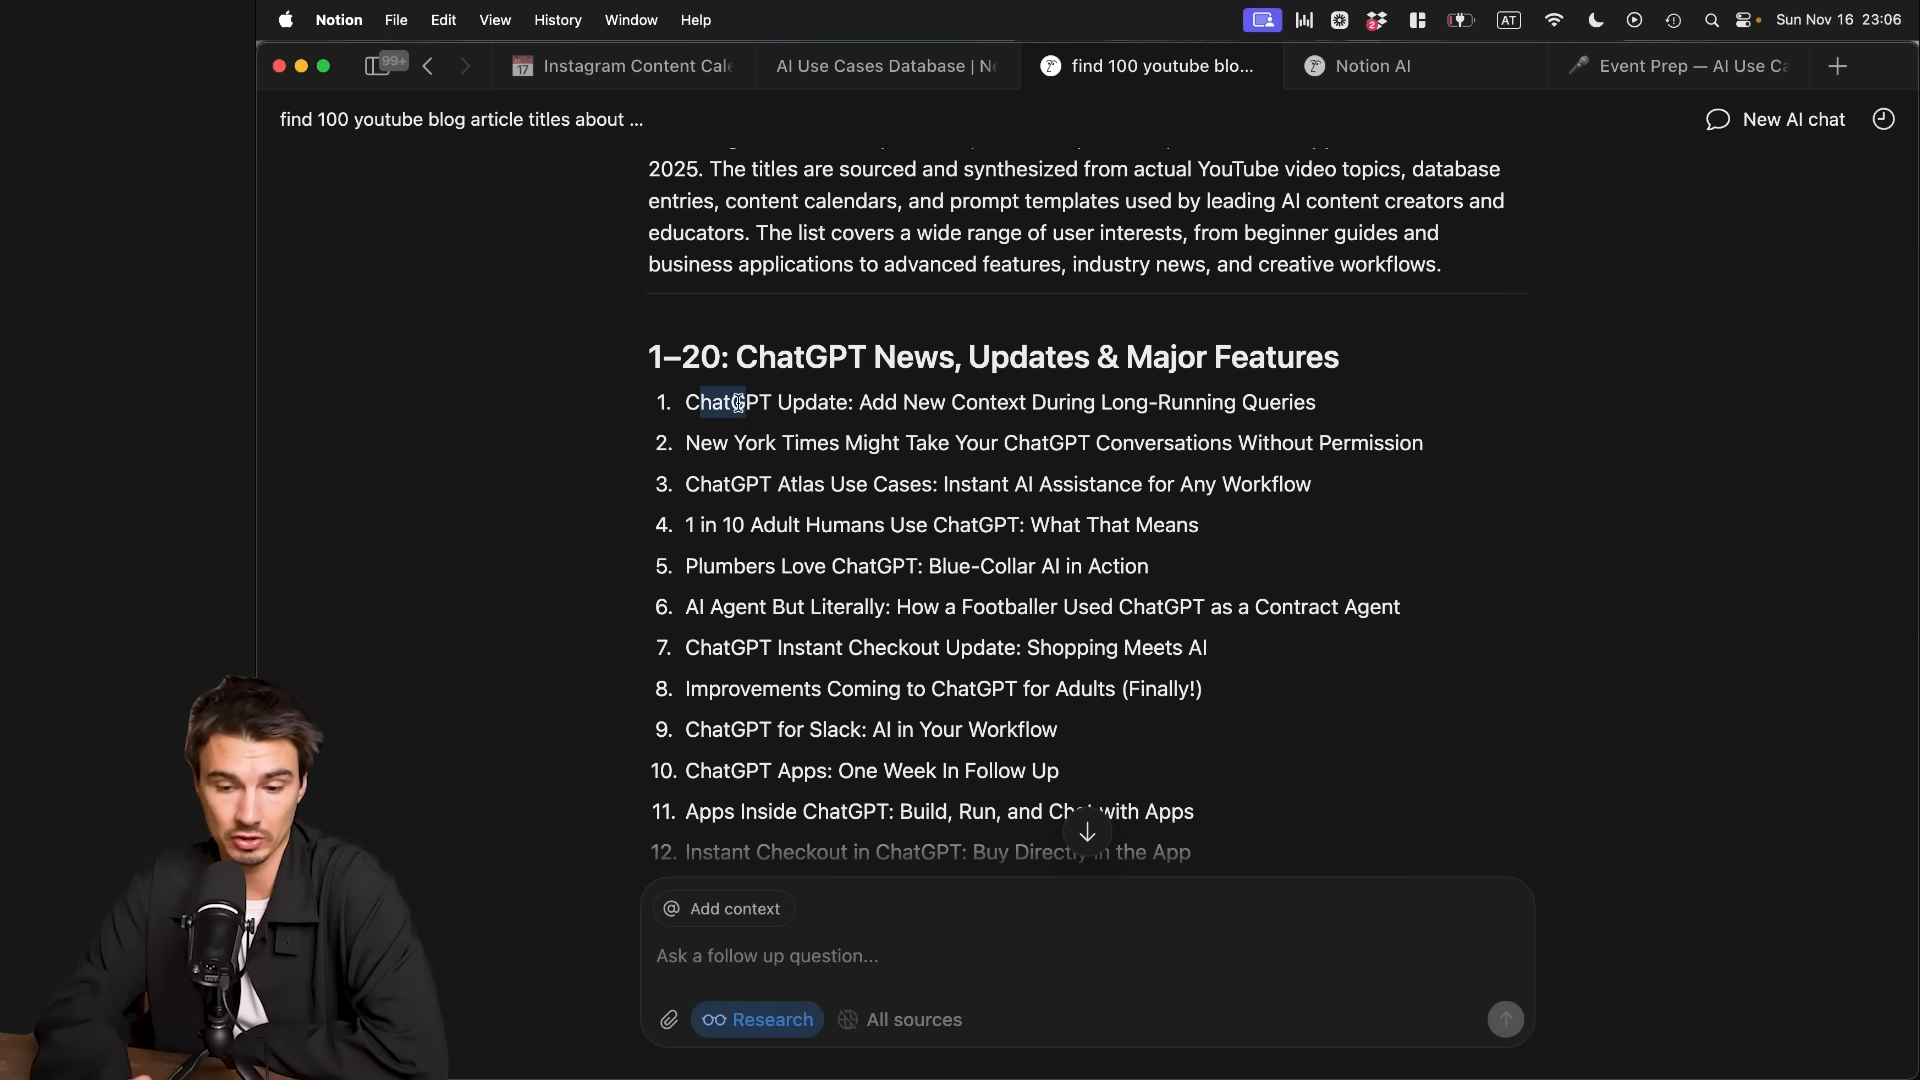 Notion File Edit View History Window Help
2 AT Sun Nov 16 23:06
99+ 17 Instagram Content Cale AI Use Cases Database | N find 100 youtube blo... Notion AI Event Prep — AI Use Ca
find 100 youtube blog article titles about ... New AI chat
2025. The titles are sourced and synthesized from actual YouTube video topics, database
entries, content calendars, and prompt templates used by leading AI content creators and
educators. The list covers a wide range of user interests, from beginner guides and
business applications to advanced features, industry news, and creative workflows.
1–20: ChatGPT News, Updates & Major Features
1. ChatGPT Update: Add New Context During Long-Running Queries
2. New York Times Might Take Your ChatGPT Conversations Without Permission
3. ChatGPT Atlas Use Cases: Instant AI Assistance for Any Workflow
4. 1 in 10 Adult Humans Use ChatGPT: What That Means
5. Plumbers Love ChatGPT: Blue-Collar AI in Action
6. AI Agent But Literally: How a Footballer Used ChatGPT as a Contract Agent
7. ChatGPT Instant Checkout Update: Shopping Meets AI
8. Improvements Coming to ChatGPT for Adults (Finally!)
9. ChatGPT for Slack: AI in Your Workflow
10. ChatGPT Apps: One Week In Follow Up
11. Apps Inside ChatGPT: Build, Run, and Chat with Apps
12. Instant Checkout in ChatGPT: Buy Directly in the App
@ Add context
Ask a follow up question...
Research All sources